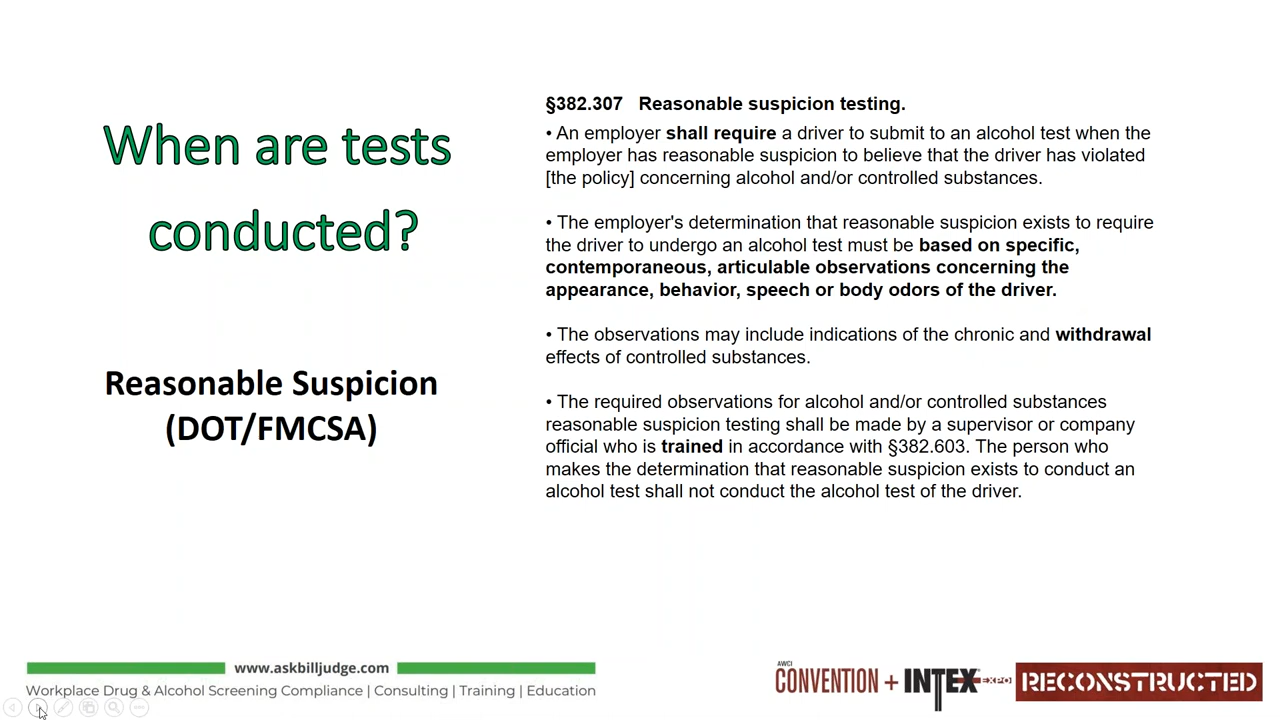 When are tests
conducted?
Reasonable Suspicion
(DOT/FMCSA)
§382.307 Reasonable suspicion testing.
• An employer shall require a driver to submit to an alcohol test when the
employer has reasonable suspicion to believe that the driver has violated
[the policy] concerning alcohol and/or controlled substances.
• The employer's determination that reasonable suspicion exists to require
the driver to undergo an alcohol test must be based on specific,
contemporaneous, articulable observations concerning the
appearance, behavior, speech or body odors of the driver.
• The observations may include indications of the chronic and withdrawal
effects of controlled substances.
• The required observations for alcohol and/or controlled substances
reasonable suspicion testing shall be made by a supervisor or company
official who is trained in accordance with §382.603. The person who
makes the determination that reasonable suspicion exists to conduct an
alcohol test shall not conduct the alcohol test of the driver.
www.askbilljudge.com
Workplace Drug & Alcohol Screening Compliance | Consulting | Training | Education
AWCI
CONVENTION + INTEX EXPO RECONSTRUCTED